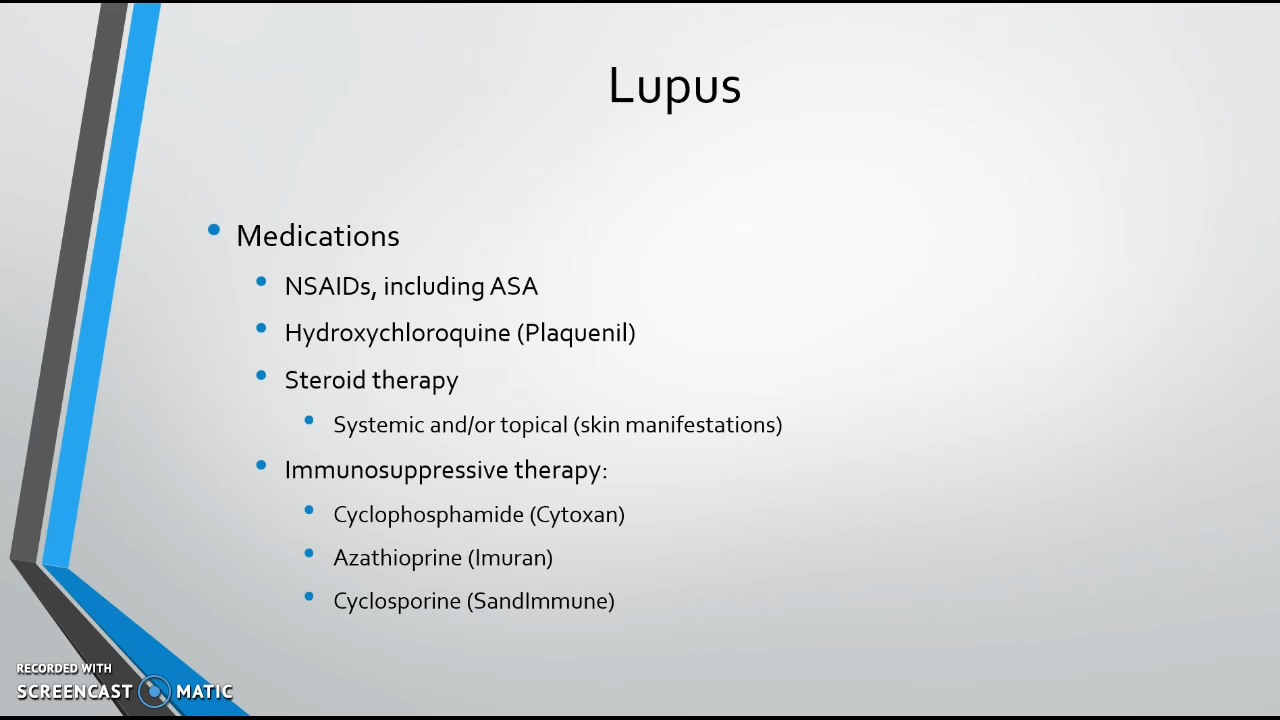 Lupus
Medications
NSAIDs, including ASA
Hydroxychloroquine (Plaquenil)
Steroid therapy
Systemic and/or topical (skin manifestations)
Immunosuppressive therapy:
Cyclophosphamide (Cytoxan)
Azathioprine (Imuran)
Cyclosporine (SandImmune)
RECORDED WITH
SCREENCAST MATIC